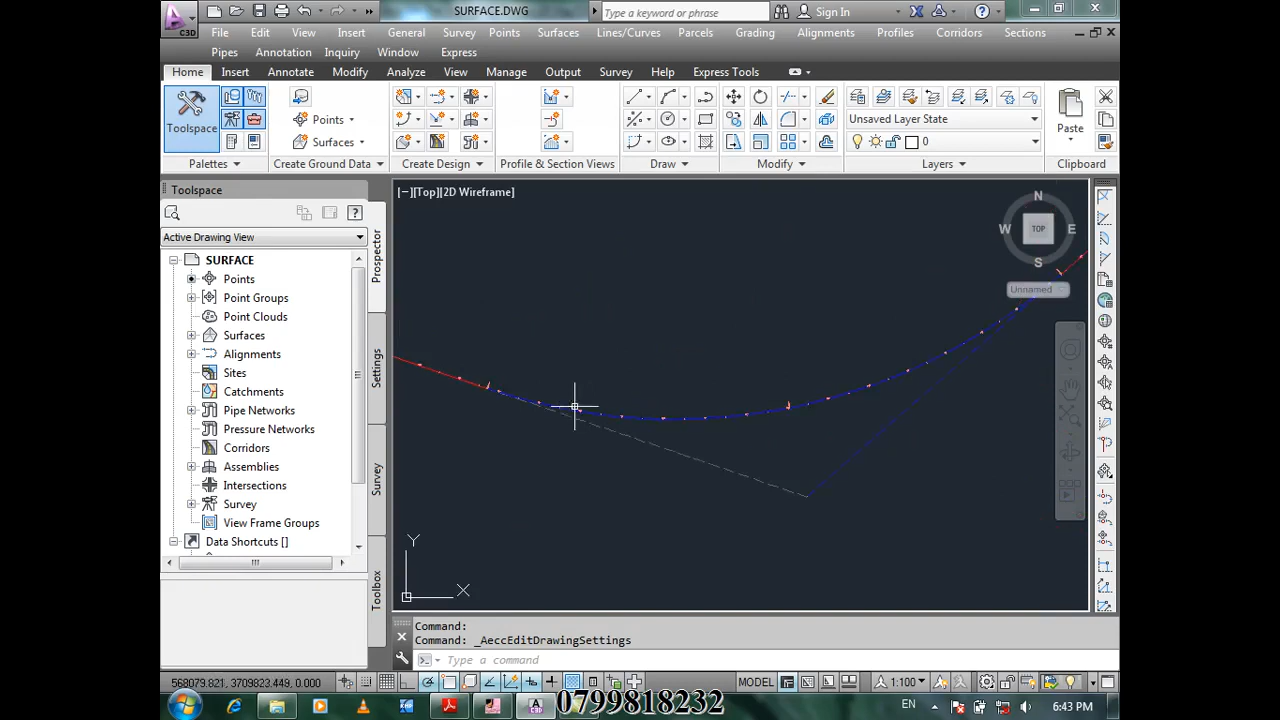 SURFACE.DWG
Type a keyword or phrase
Sign In
C3D
File Edit View Insert General Survey Points Surfaces Lines/Curves Parcels Grading Alignments Profiles Corridors Sections
Pipes Annotation Inquiry Window Express
Home Insert Annotate Modify Analyze View Manage Output Survey Help Express Tools
Toolspace
Points
Surfaces
Unsaved Layer State
0
Paste
Palettes Create Ground Data Create Design Profile & Section Views Draw Modify Layers Clipboard
Toolspace
Active Drawing View
SURFACE
Points
Point Groups
Point Clouds
Surfaces
Alignments
Sites
Catchments
Pipe Networks
Pressure Networks
Corridors
Assemblies
Intersections
Survey
View Frame Groups
Data Shortcuts []
Prospector
Settings
Survey
Toolbox
[−][Top][2D Wireframe]
N
W TOP E
S
Unnamed
Y
X
Command:
Command: _AeccEditDrawingSettings
Type a command
568079.821, 3709823.448, 0.000
MODEL
1:100
0799818232
EN
6:43 PM